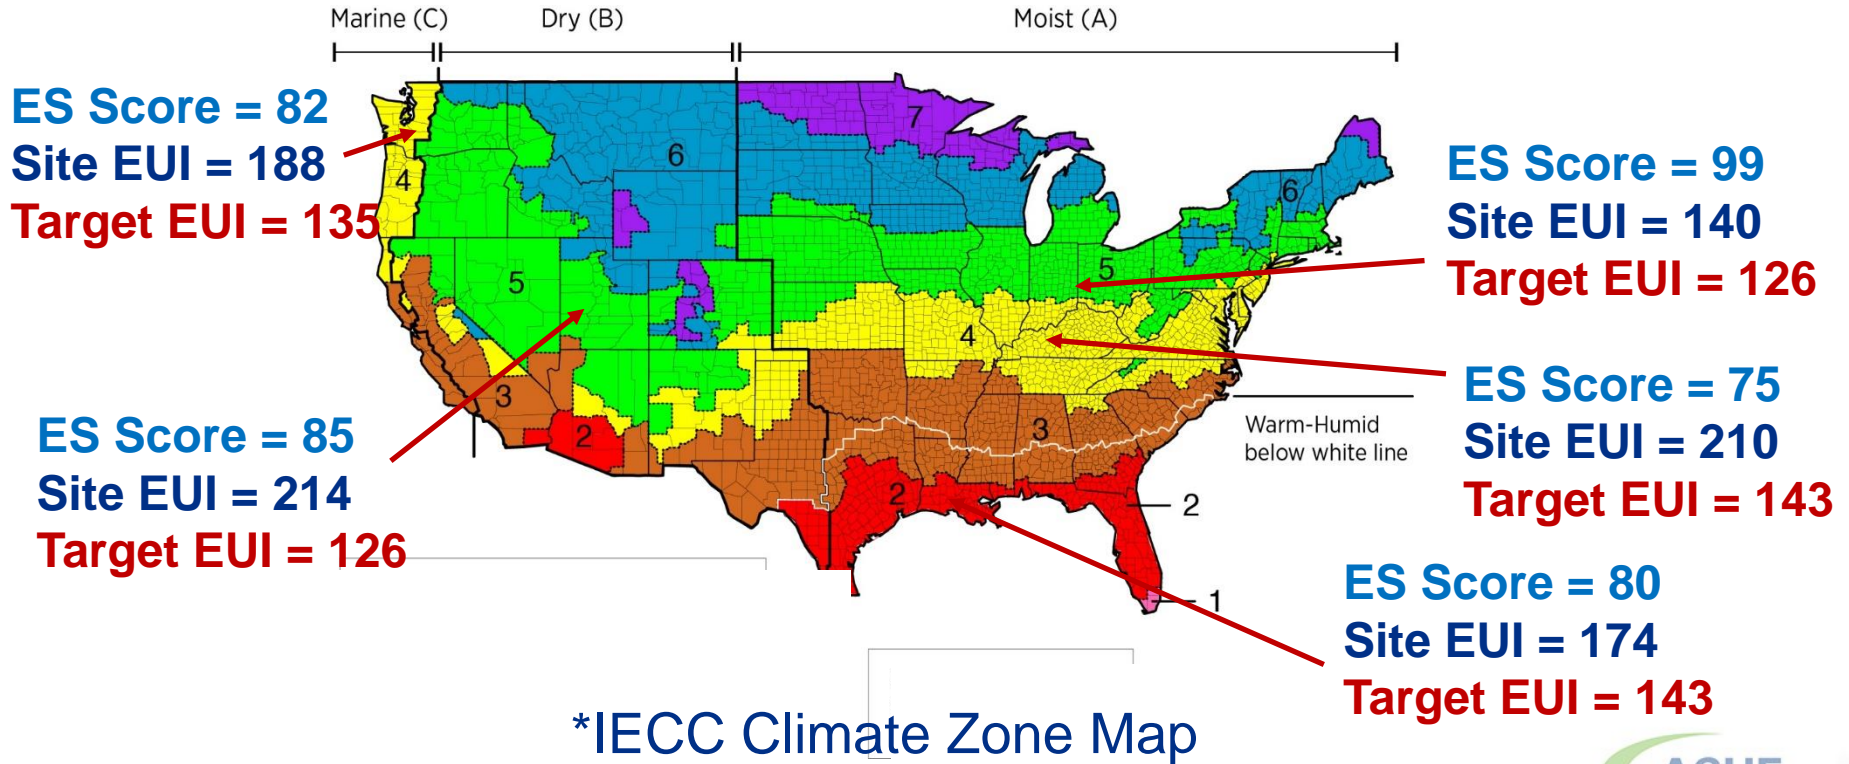 Marine (C)
Dry (B)
Moist (A)
ES Score = 82
Site EUI = 188
Target EUI = 135
ES Score = 85
Site EUI = 214
Target EUI = 126
ES Score = 99
Site EUI = 140
Target EUI = 126
ES Score = 75
Site EUI = 210
Target EUI = 143
ES Score = 80
Site EUI = 174
Target EUI = 143
7
6
6
4
5
5
4
3
3
2
2
2
1
Warm-Humid
below white line
*IECC Climate Zone Map